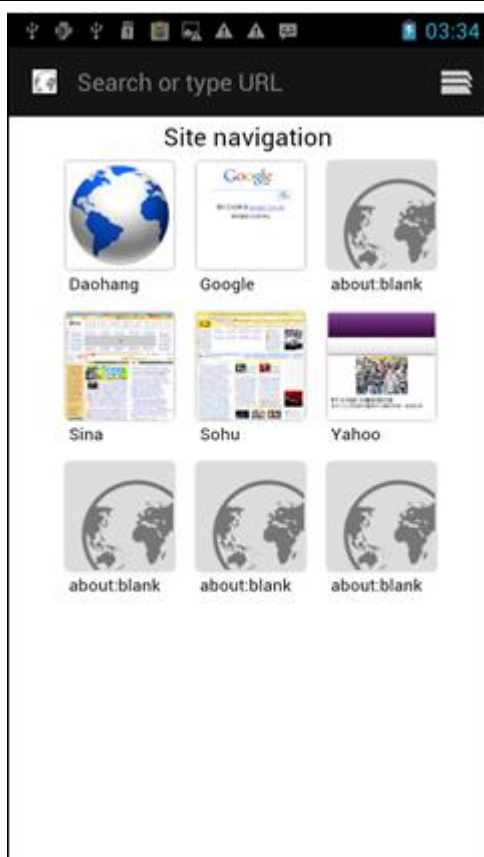 03:34
Search or type URL
Site navigation
Google
Daohang Google about:blank
Sina Sohu Yahoo
about:blank about:blank about:blank